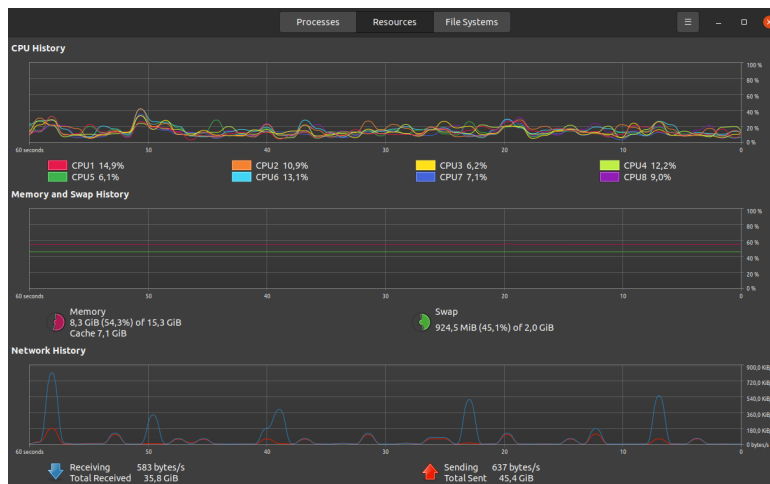 Processes Resources File Systems
CPU History
100 %
80 %
60 %
40 %
20 %
0 %
60 seconds 50 40 30 20 10 0
CPU1 14,9% CPU2 10,9% CPU3 6,2% CPU4 12,2%
CPU5 6,1% CPU6 13,1% CPU7 7,1% CPU8 9,0%
Memory and Swap History
100 %
80 %
60 %
40 %
20 %
0 %
60 seconds 50 40 30 20 10 0
Memory
8,3 GiB (54,3%) of 15,3 GiB
Cache 7,1 GiB
Swap
924,5 MiB (45,1%) of 2,0 GiB
Network History
900,0 KiB/
720,0 KiB/
540,0 KiB/
360,0 KiB/
180,0 KiB/
0 bytes/s
60 seconds 50 40 30 20 10 0
Receiving 583 bytes/s
Total Received 35,8 GiB
Sending 637 bytes/s
Total Sent 45,4 GiB